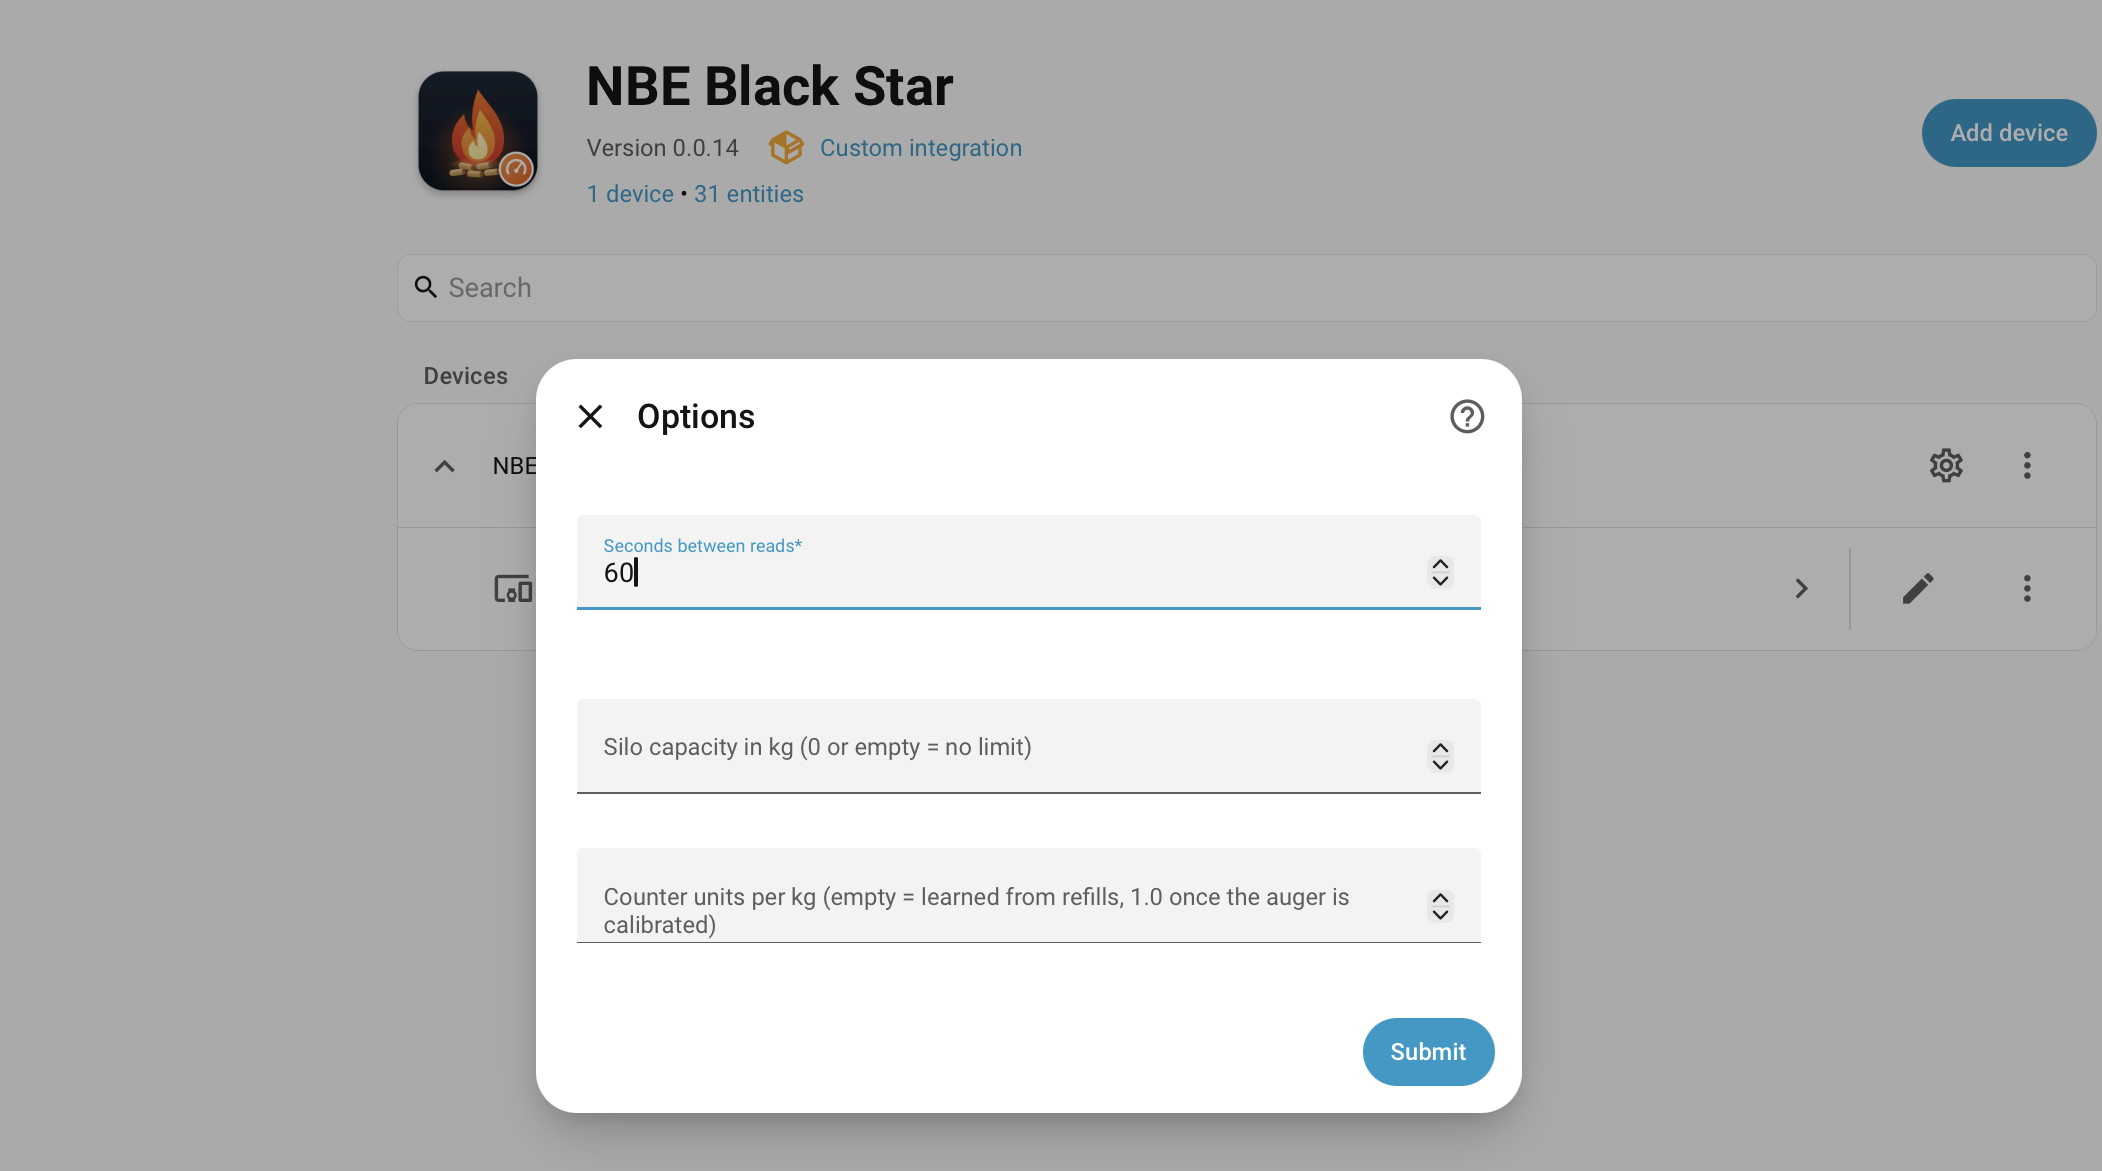 NBE Black Star
Version 0.0.14
Custom integration
1 device • 31 entities
Add device
Search
Devices
NBE
Options
Seconds between reads*
60
Silo capacity in kg (0 or empty = no limit)
Counter units per kg (empty = learned from refills, 1.0 once the auger is
calibrated)
Submit